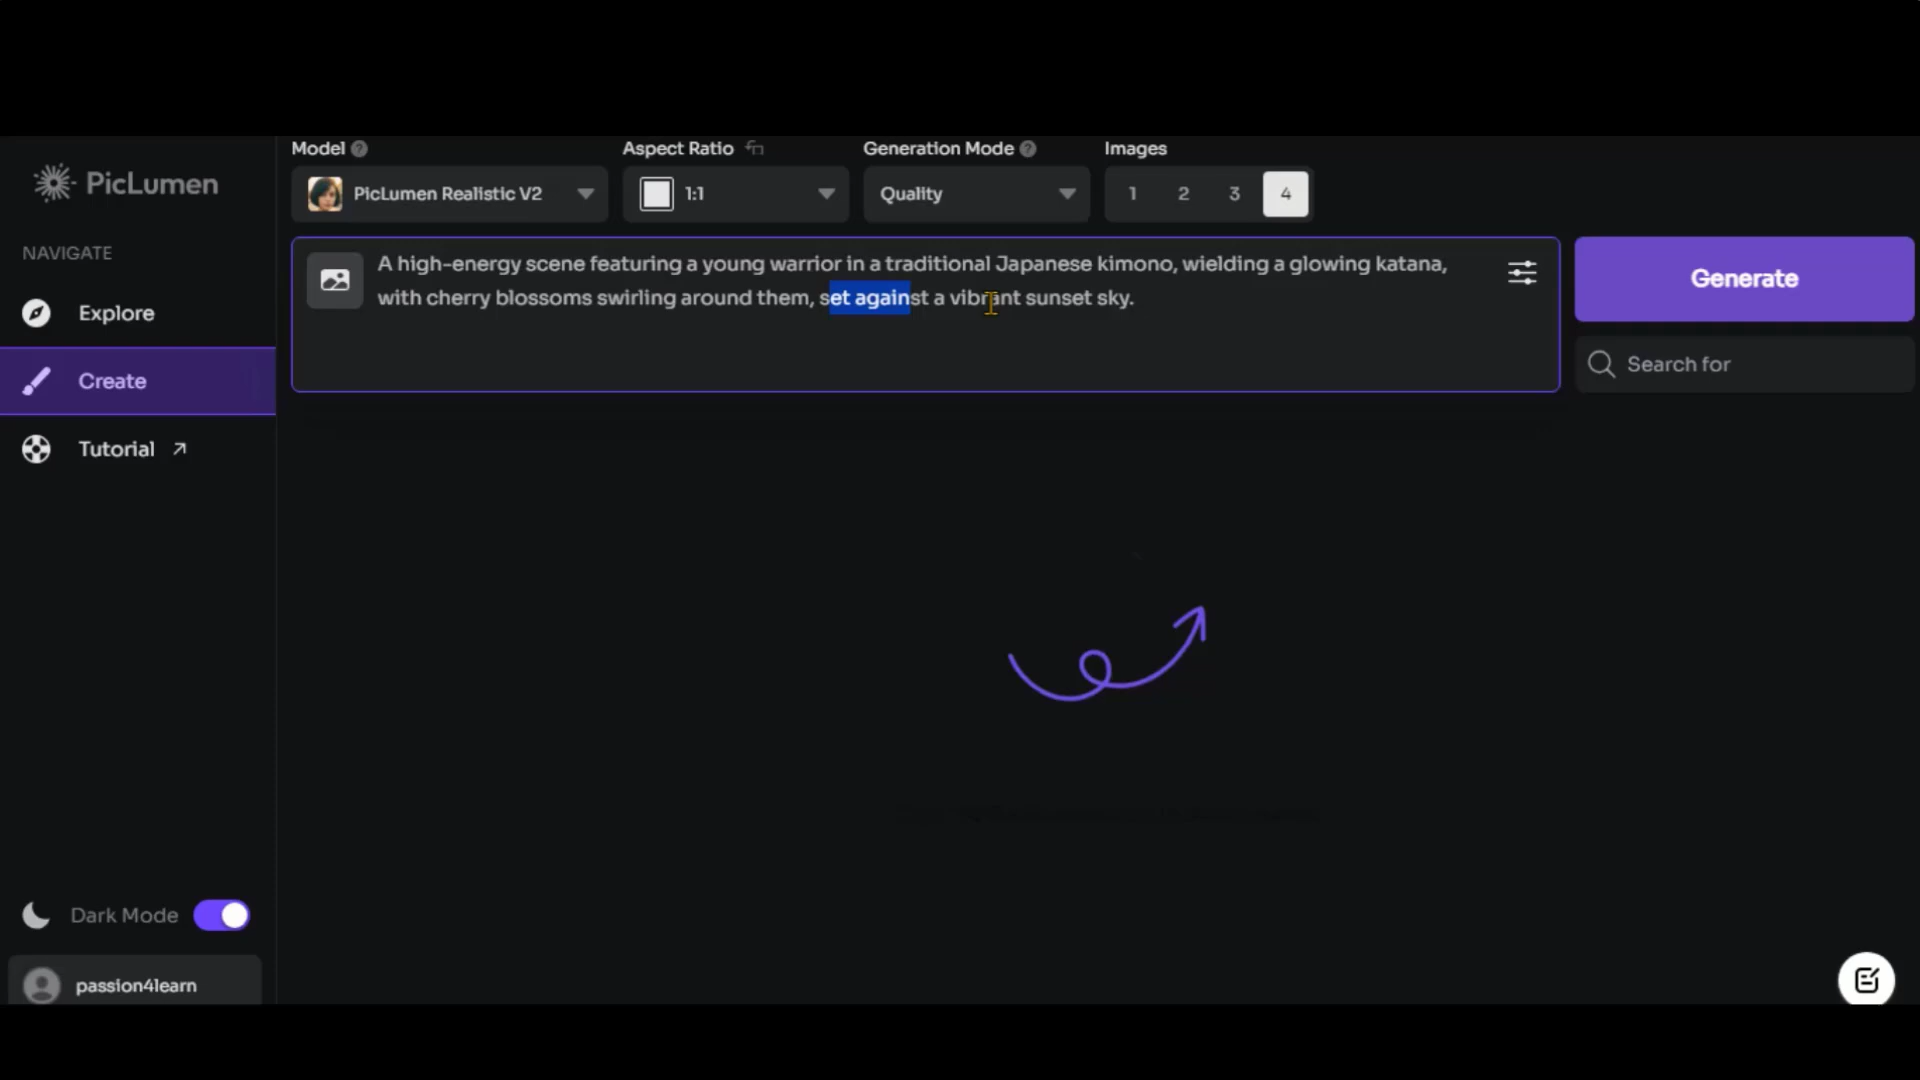 PicLumen
NAVIGATE
Explore
Create
Tutorial
Dark Mode
passion4learn
Model
Aspect Ratio
Generation Mode
Images
PicLumen Realistic V2
1:1
Quality
1 2 3 4
A high-energy scene featuring a young warrior in a traditional Japanese kimono, wielding a glowing katana,
with cherry blossoms swirling around them, set against a vibrant sunset sky.
Generate
Search for